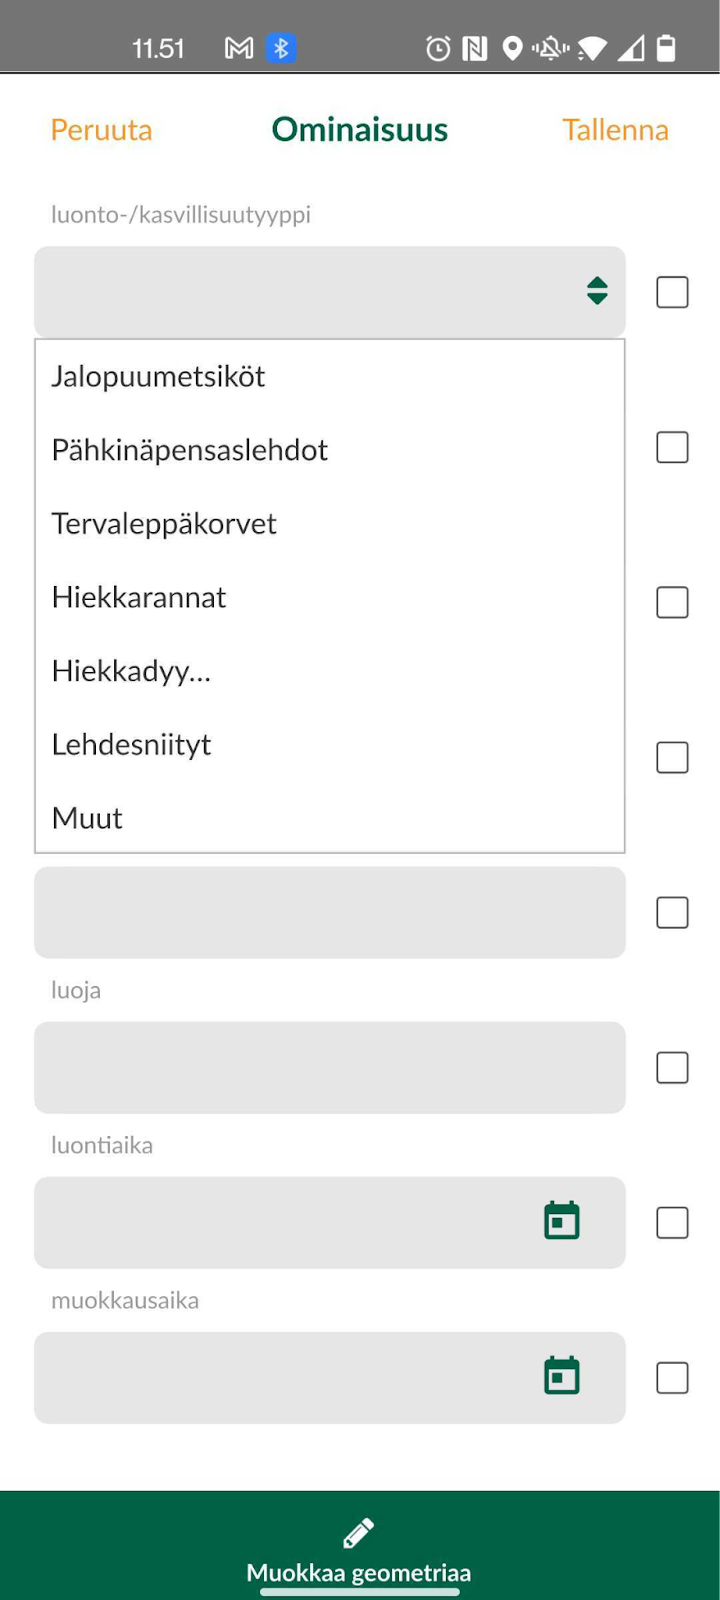 11.51
Peruuta
Ominaisuus
Tallenna
luonto-/kasvillisuutyyppi
Jalopuumetsiköt
Pähkinäpensaslehdot
Tervaleppäkorvet
Hiekkarannat
Hiekkadyy...
Lehdesniityt
Muut
luoja
luontiaika
muokkausaika
Muokkaa geometriaa